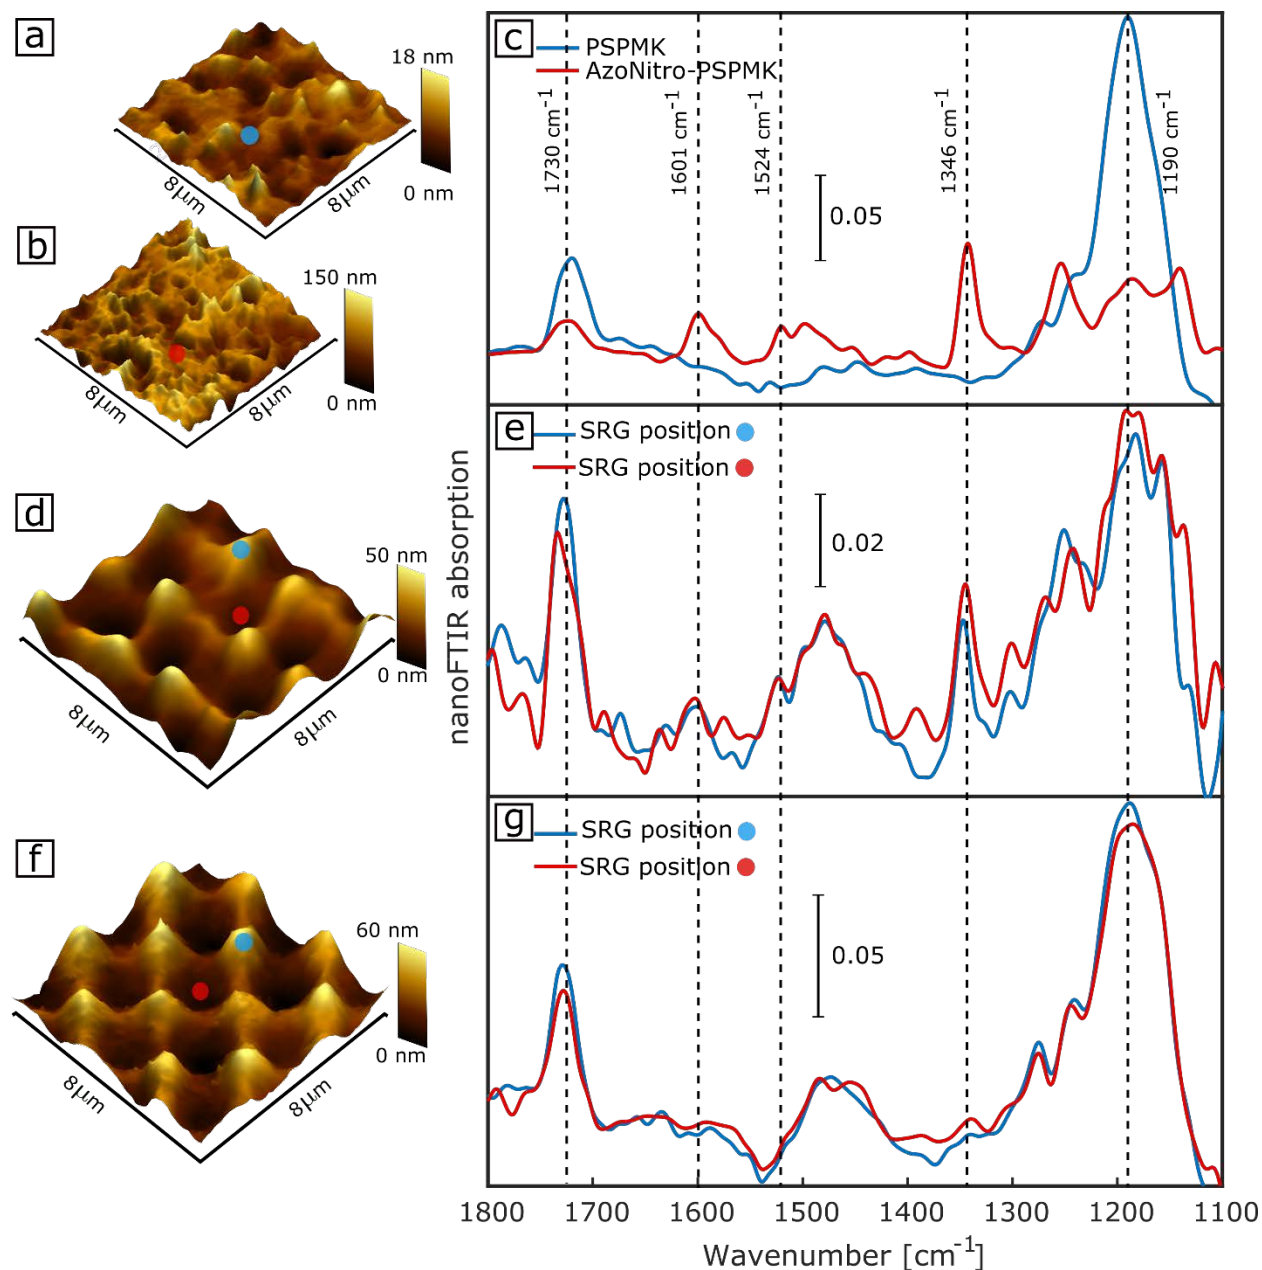 a
18 nm
0 nm
8µm
8µm
b
150 nm
0 nm
8µm
8µm
c
PSPMK
AzoNitro-PSPMK
1730 cm⁻¹
1601 cm⁻¹
1524 cm⁻¹
1346 cm⁻¹
1190 cm⁻¹
0.05
d
50 nm
0 nm
8µm
8µm
e
SRG position
SRG position
0.02
nanoFTIR absorption
f
60 nm
0 nm
8µm
8µm
g
SRG position
SRG position
0.05
1800 1700 1600 1500 1400 1300 1200 1100
Wavenumber [cm⁻¹]